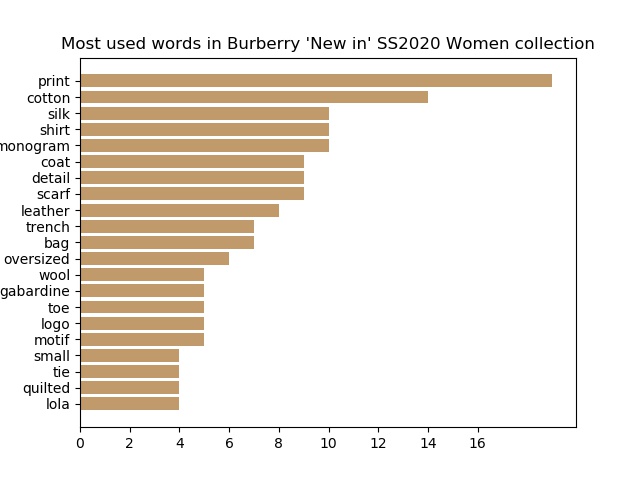 Most used words in Burberry 'New in' SS2020 Women collection
print
cotton
silk
shirt
monogram
coat
detail
scarf
leather
trench
bag
oversized
wool
gabardine
toe
logo
motif
small
tie
quilted
lola
0 2 4 6 8 10 12 14 16